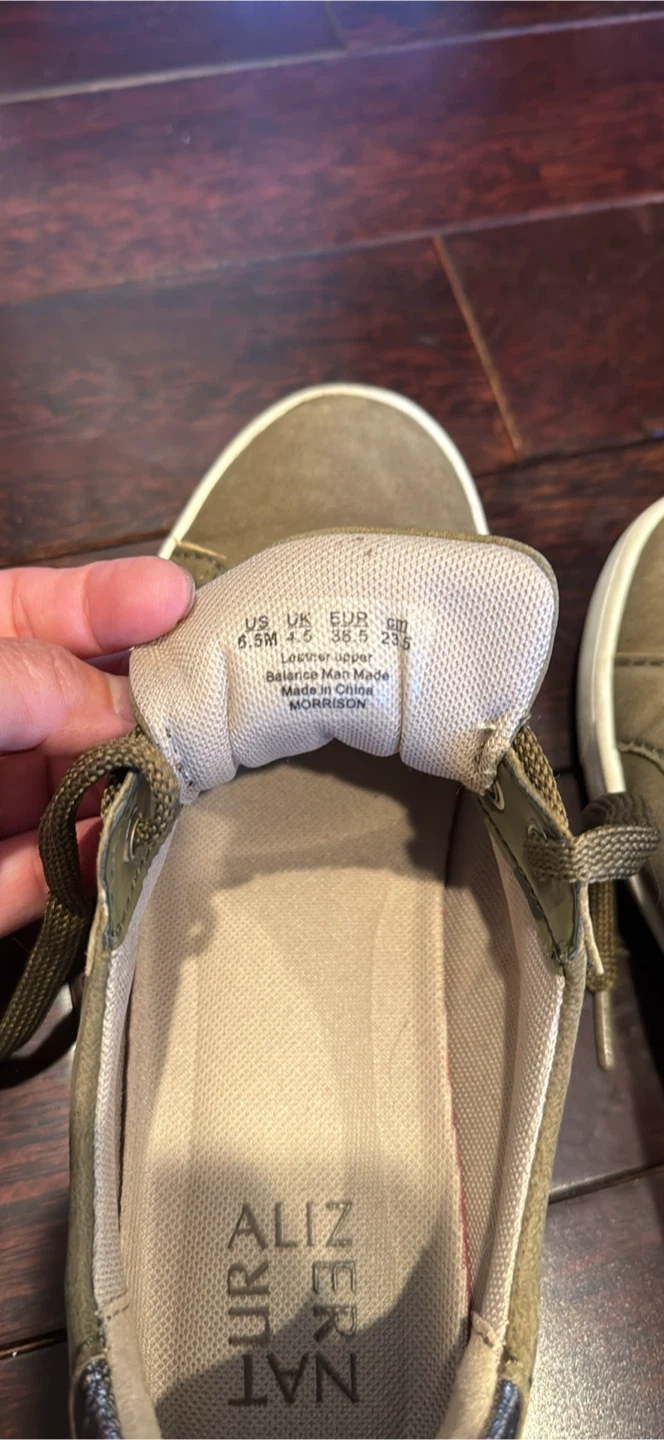 US UK EUR cm
6.5M 4.5 36.5 23.5
Leather upper
Balance Man Made
Made in China
MORRISON
NATURALIZER